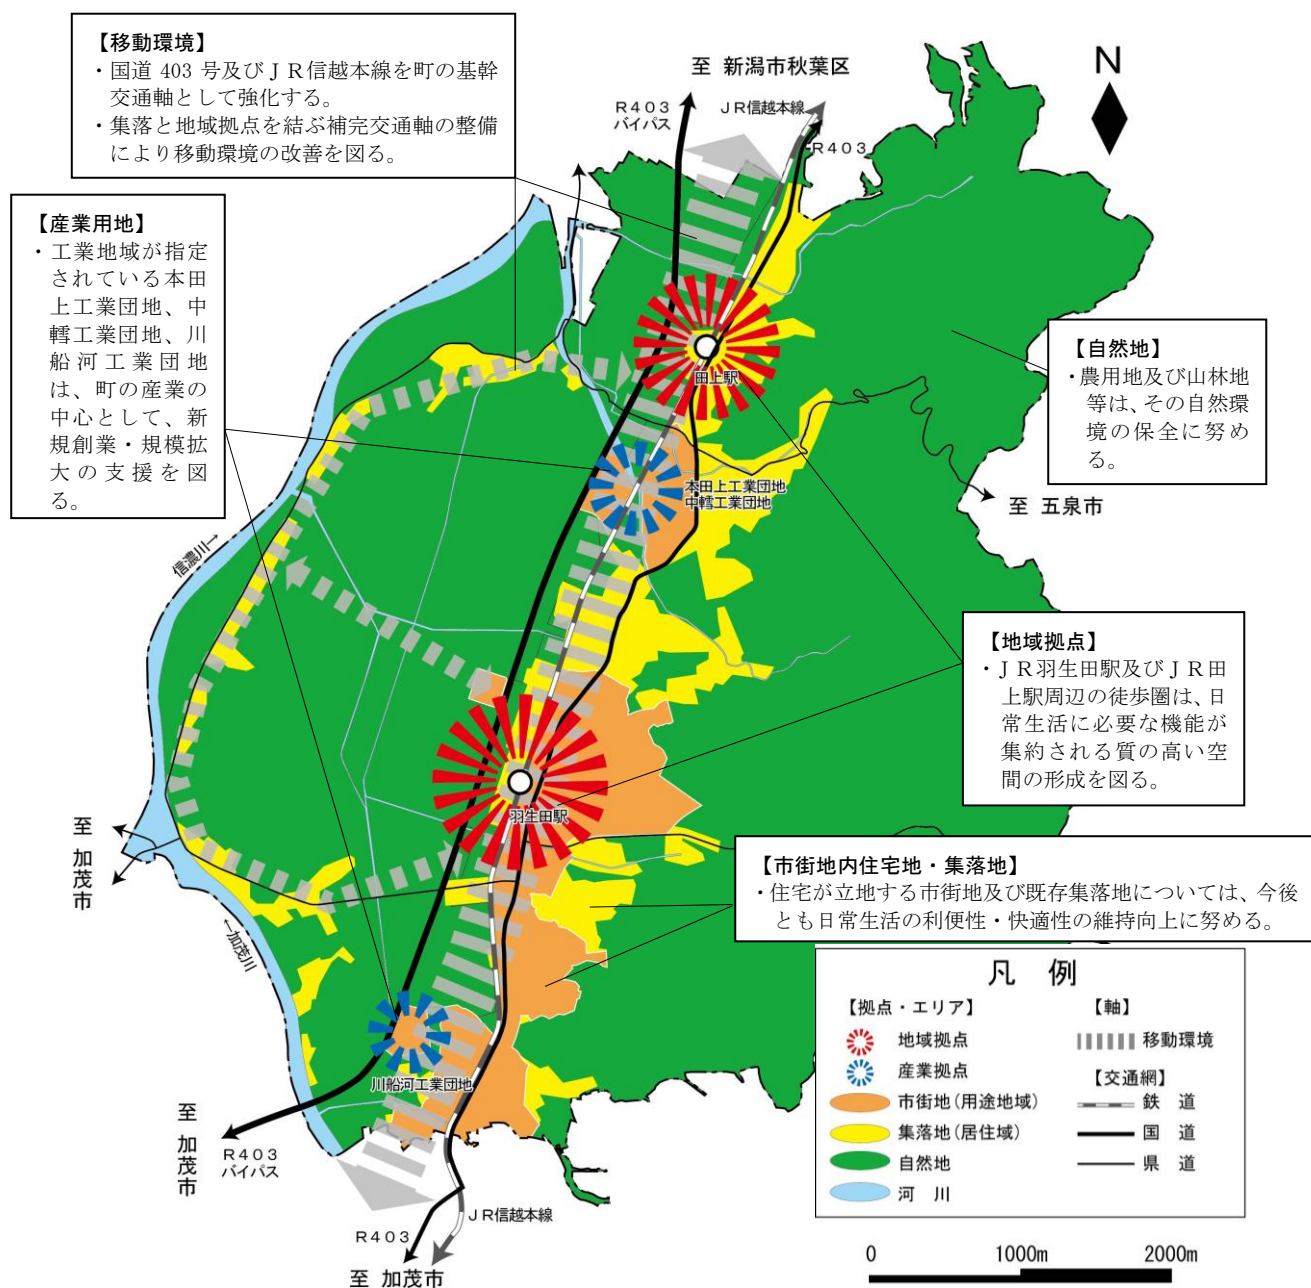 【移動環境】
・国道 403 号及びJR信越本線を町の基幹
交通軸として強化する。
・集落と地域拠点を結ぶ補完交通軸の整備
により移動環境の改善を図る。
至 新潟市秋葉区
R403
バイパス
JR信越本線
R403
N
【産業用地】
・工業地域が指定
されている本田
上工業団地、中
轌工業団地、川
船河工業団地
は、町の産業の
中心として、新
規創業・規模拡
大の支援を図
る。
【自然地】
・農用地及び山林地
等は、その自然環
境の保全に努め
る。
田上駅
本田上工業団地
中轌工業団地
至 五泉市
信濃川→
【地域拠点】
・JR羽生田駅及びJR田
上駅周辺の徒歩圏は、日
常生活に必要な機能が
集約される質の高い空
間の形成を図る。
羽生田駅
至 加茂市
【市街地内住宅地・集落地】
・住宅が立地する市街地及び既存集落地については、今後
とも日常生活の利便性・快適性の維持向上に努める。
←加茂川
川船河工業団地
至 加茂市
R403
バイパス
JR信越本線
R403
至 加茂市
凡 例
【拠点・エリア】
地域拠点
産業拠点
市街地(用途地域)
集落地(居住域)
自然地
河 川
【軸】
移動環境
【交通網】
鉄 道
国 道
県 道
0 1000m 2000m